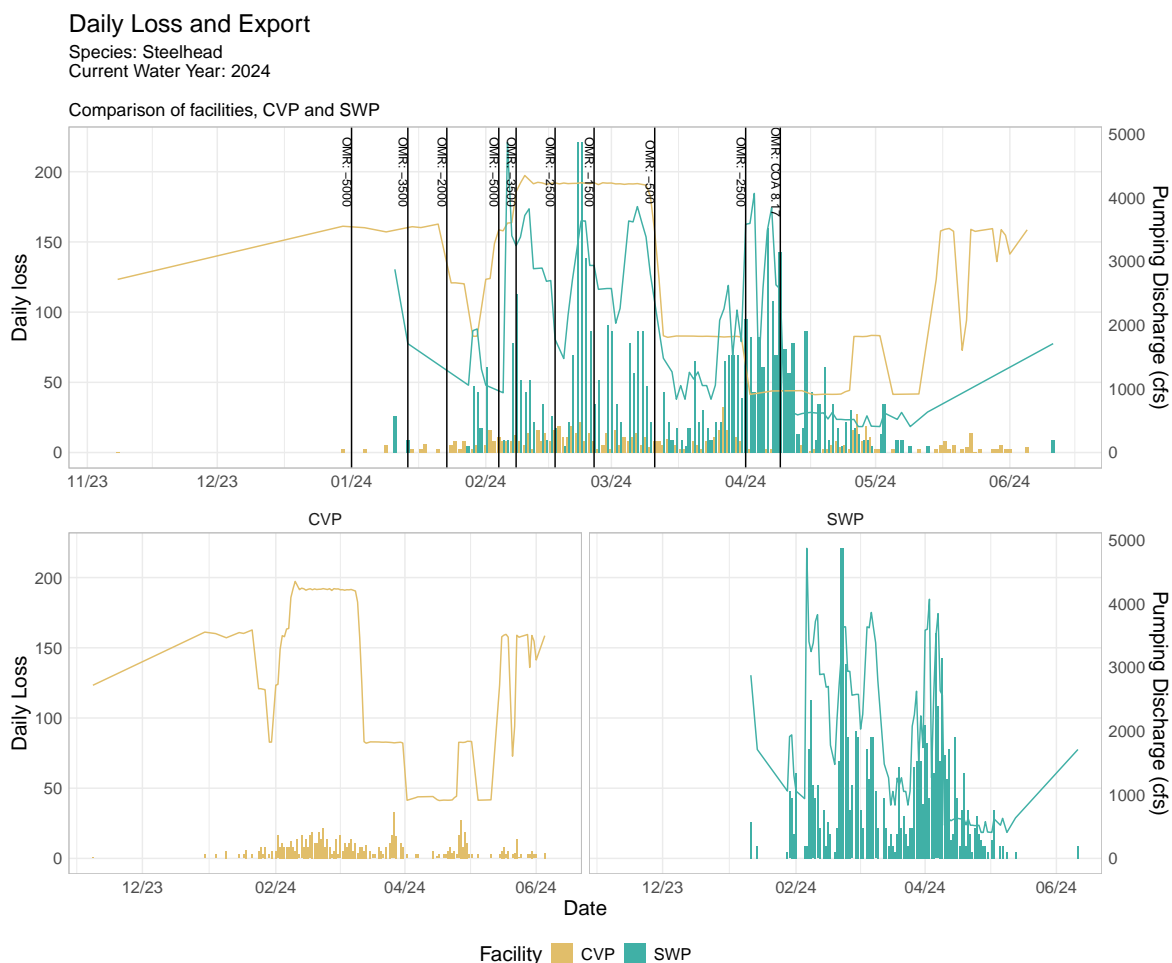 Daily Loss and Export
Species: Steelhead
Current Water Year: 2024
Comparison of facilities, CVP and SWP
OMR: −5000
OMR: −3500
OMR: −2000
OMR: −5000
OMR: −3500
OMR: −2500
OMR: −1500
OMR: −500
OMR: −2500
OMR: COA 8.17
Daily loss
200
150
100
50
0
Pumping Discharge (cfs)
5000
4000
3000
2000
1000
0
11/23 12/23 01/24 02/24 03/24 04/24 05/24 06/24
CVP SWP
Daily Loss
200
150
100
50
0
Pumping Discharge (cfs)
5000
4000
3000
2000
1000
0
12/23 02/24 04/24 06/24 12/23 02/24 04/24 06/24
Date
Facility CVP SWP